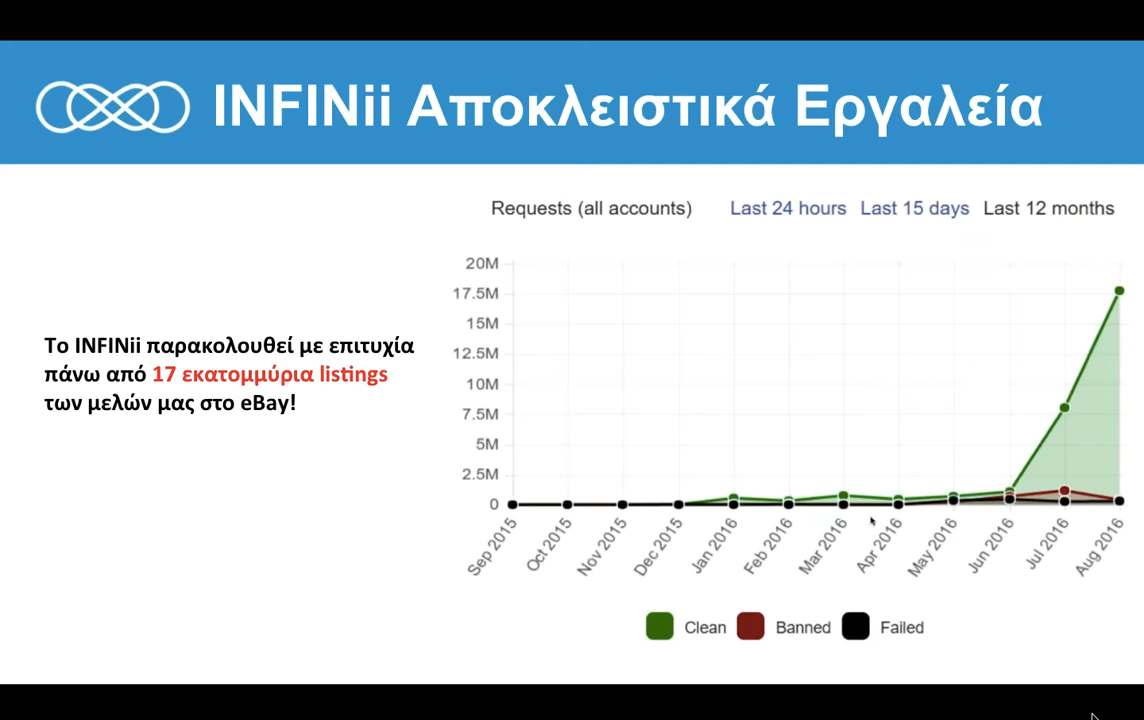 INFINii Αποκλειστικά Εργαλεία
Requests (all accounts) Last 24 hours Last 15 days Last 12 months
Το INFINii παρακολουθεί με επιτυχία
πάνω από 17 εκατομμύρια listings
των μελών μας στο eBay!
20M
17.5M
15M
12.5M
10M
7.5M
5M
2.5M
0
Sep 2015 Oct 2015 Nov 2015 Dec 2015 Jan 2016 Feb 2016 Mar 2016 Apr 2016 May 2016 Jun 2016 Jul 2016 Aug 2016
Clean Banned Failed